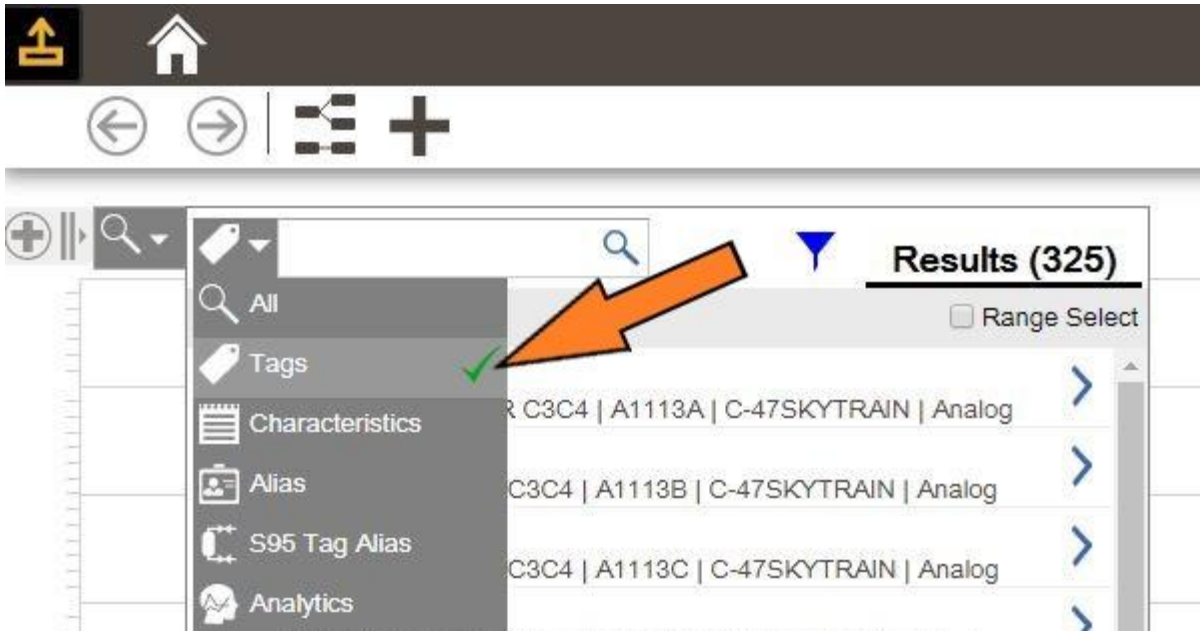 Results (325)
All
Range Select
Tags
C3C4 | A1113A | C-47SKYTRAIN | Analog
Characteristics
Alias
C3C4 | A1113B | C-47SKYTRAIN | Analog
S95 Tag Alias
C3C4 | A1113C | C-47SKYTRAIN | Analog
Analytics